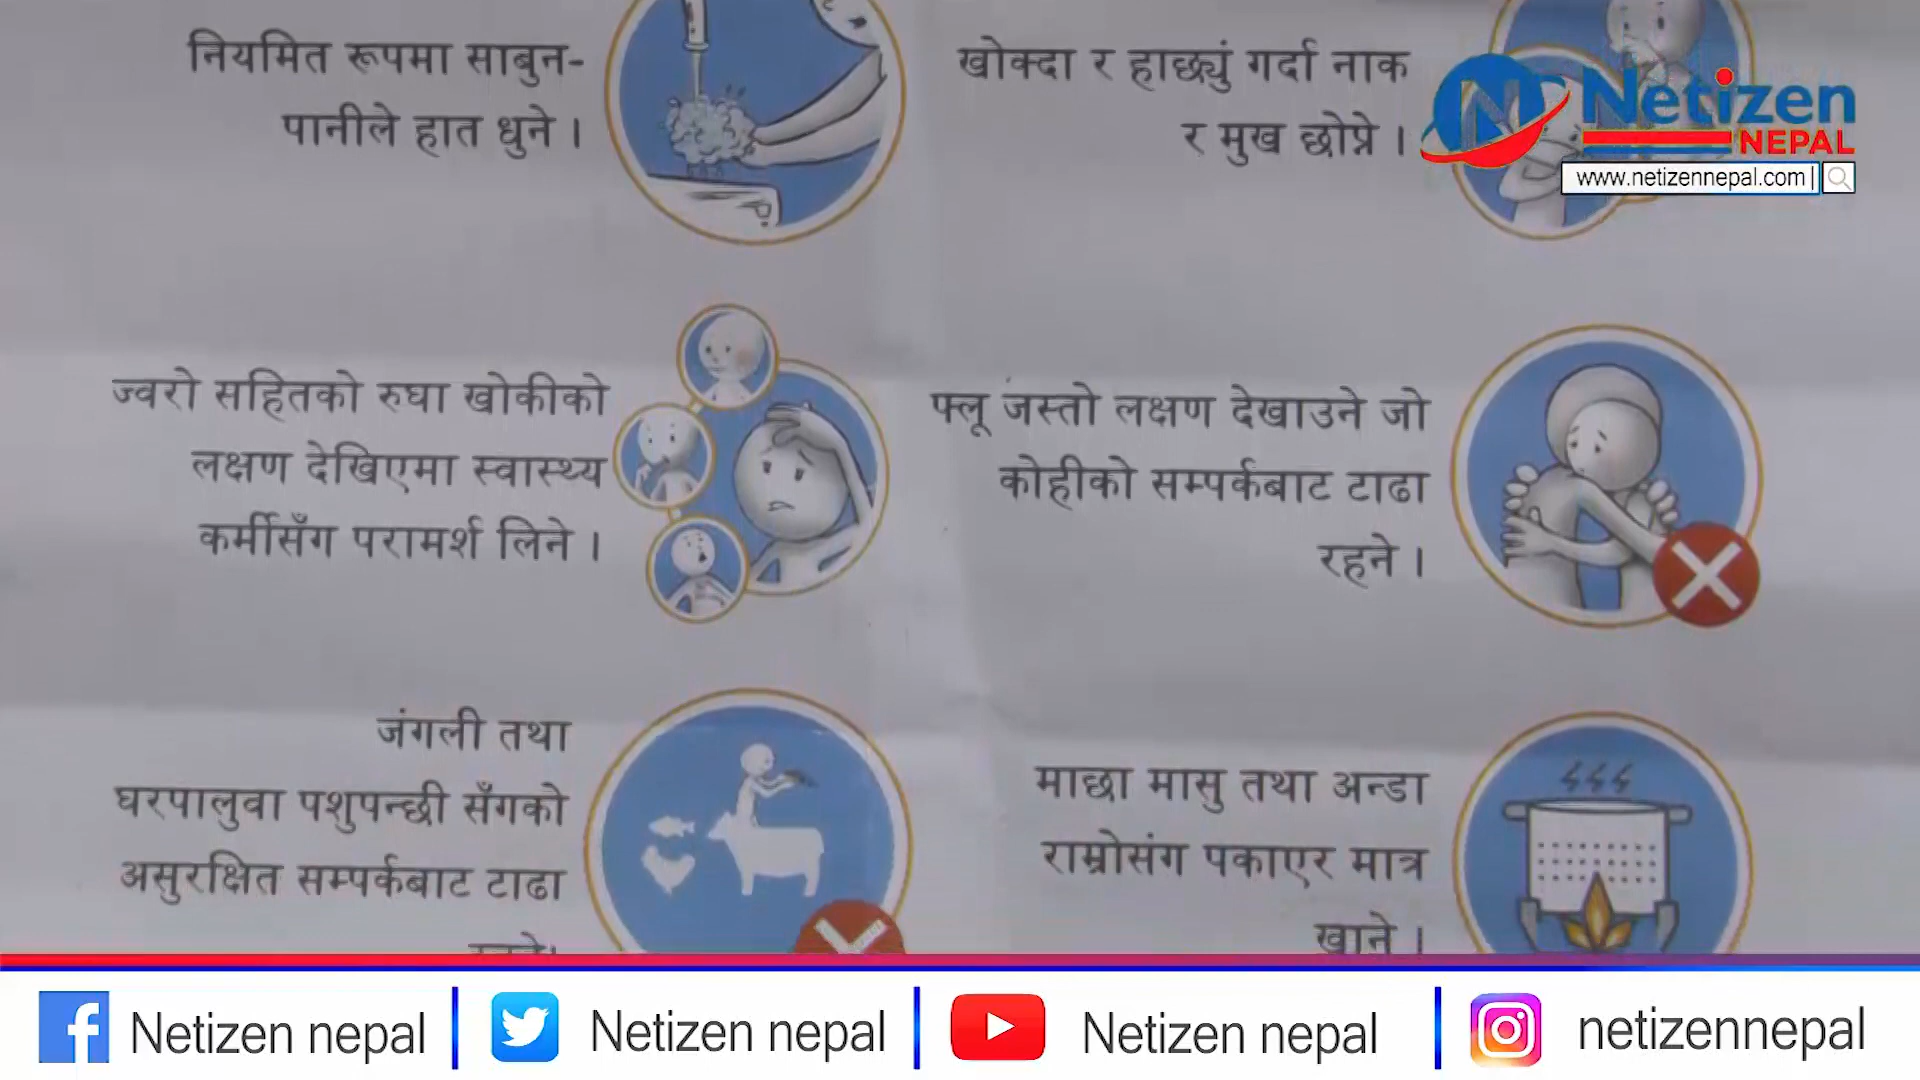 नियमित रूपमा साबुन-
पानीले हात धुने ।
खोक्दा र हाछ्युं गर्दा नाक
र मुख छोप्ने ।
Netizen
NEPAL
www.netizennepal.com
ज्वरो सहितको रुघा खोकीको
लक्षण देखिएमा स्वास्थ्य
कर्मीसँग परामर्श लिने ।
फ्लू जस्तो लक्षण देखाउने जो
कोहीको सम्पर्कबाट टाढा
रहने ।
जंगली तथा
घरपालुवा पशुपन्छी सँगको
असुरक्षित सम्पर्कबाट टाढा
माछा मासु तथा अन्डा
राम्रोसंग पकाएर मात्र
खाने ।
Netizen nepal
Netizen nepal
Netizen nepal
netizennepal